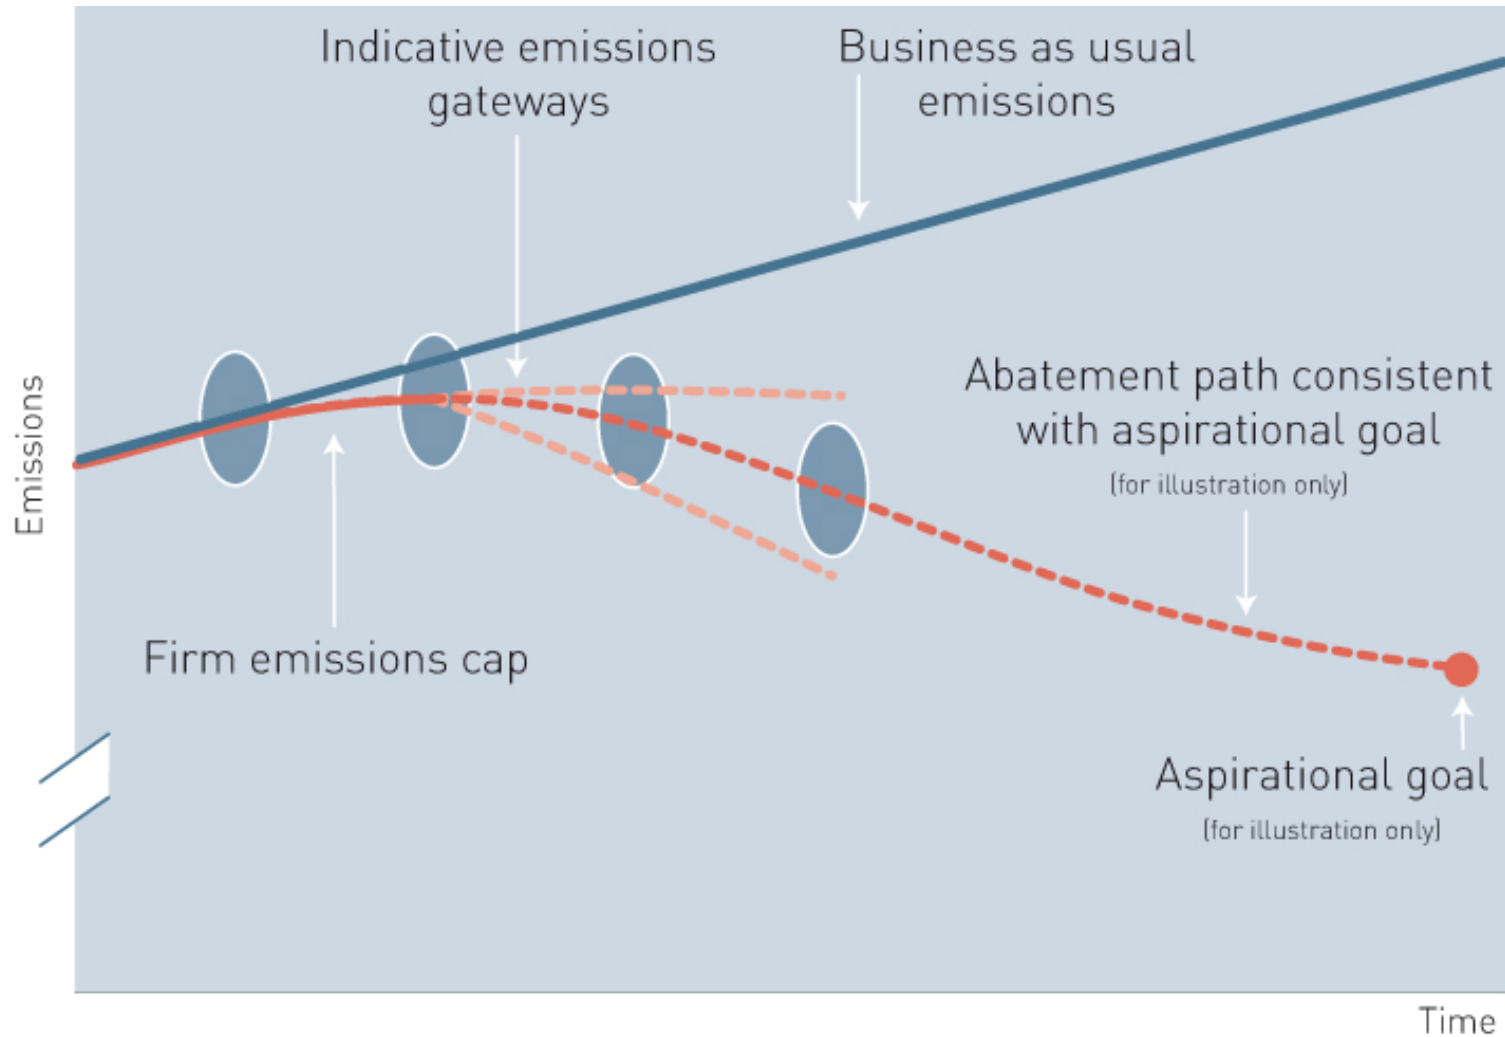 Indicative emissions
gateways
Business as usual
emissions
Abatement path consistent
with aspirational goal
(for illustration only)
Emissions
Firm emissions cap
Aspirational goal
(for illustration only)
Time